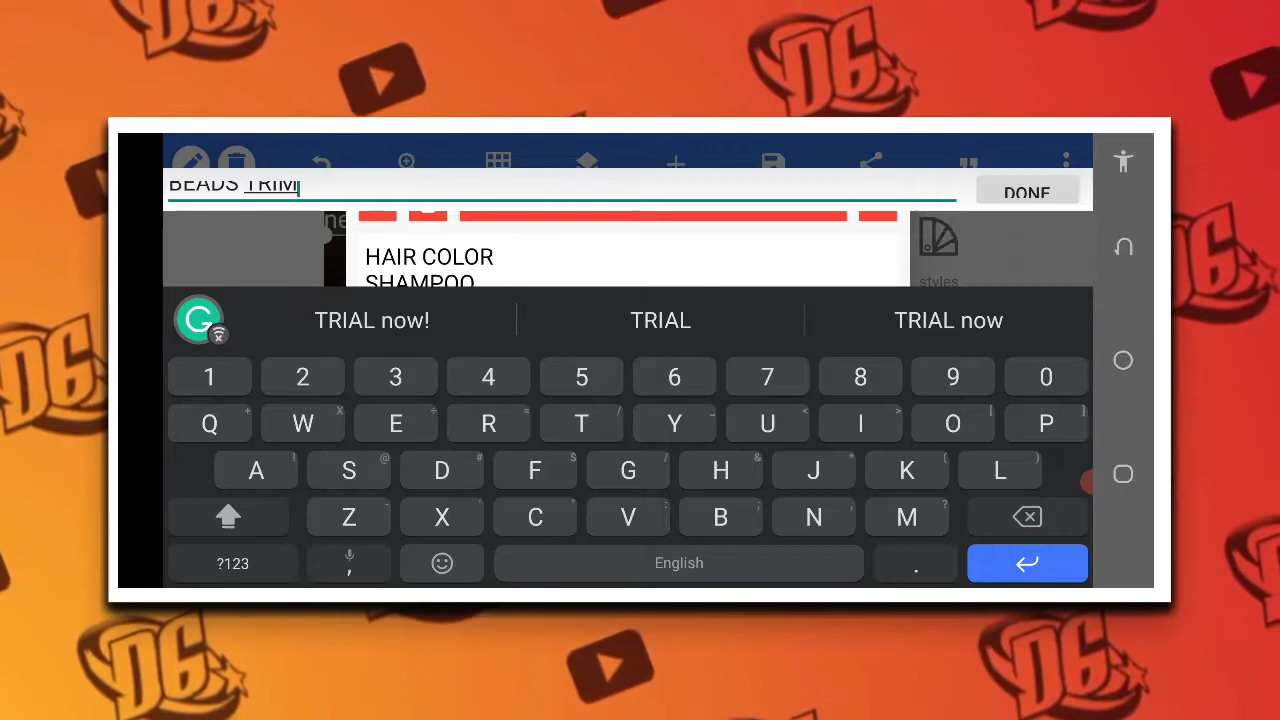 BEADS TRIM
DONE
HAIR COLOR
SHAMPOO
styles
TRIAL now! TRIAL TRIAL now
1 2 3 4 5 6 7 8 9 0
Q W E R T Y U I O P
A S D F G H J K L
Z X C V B N M
?123 , English .